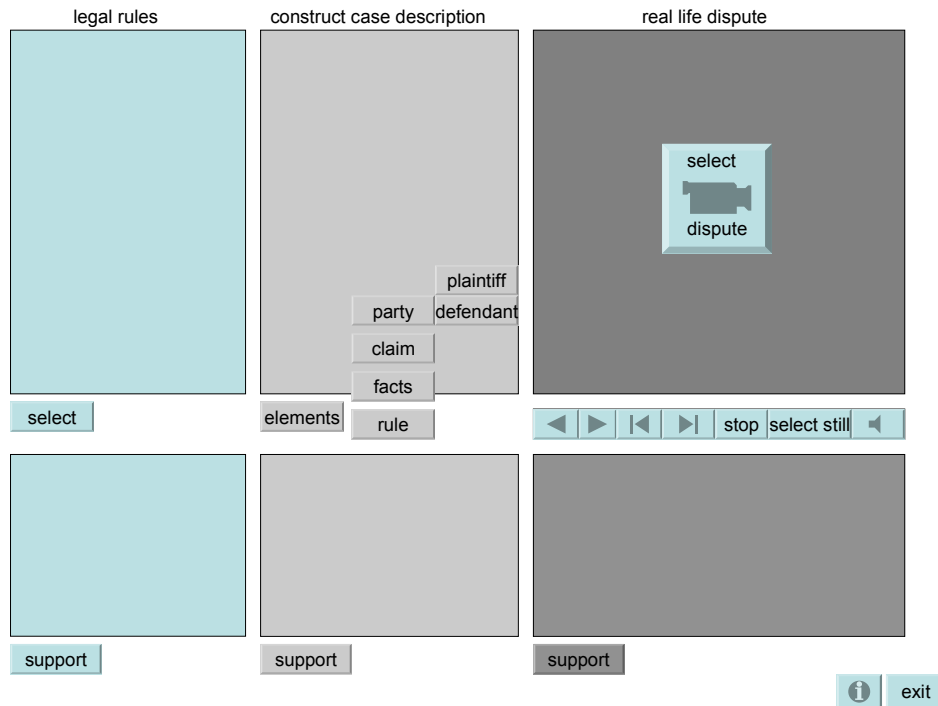 legal rules
construct case description
real life dispute
select
dispute
plaintiff
party
defendant
claim
facts
select
elements
rule
stop
select still
support
support
support
exit